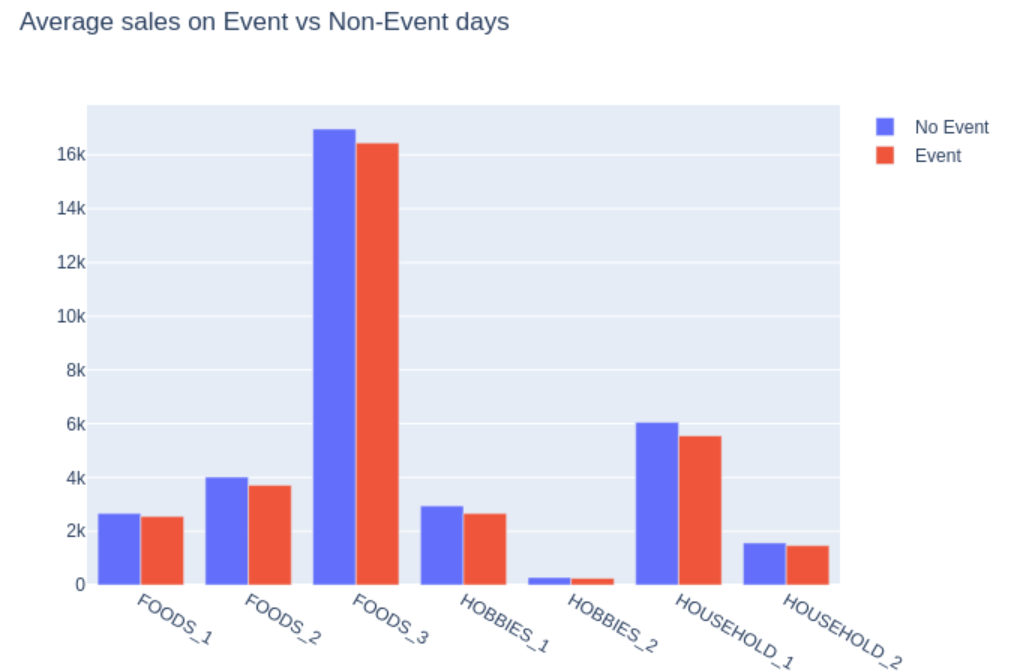 Average sales on Event vs Non-Event days
No Event
Event
16k
14k
12k
10k
8k
6k
4k
2k
0
FOODS_1
FOODS_2
FOODS_3
HOBBIES_1
HOBBIES_2
HOUSEHOLD_1
HOUSEHOLD_2